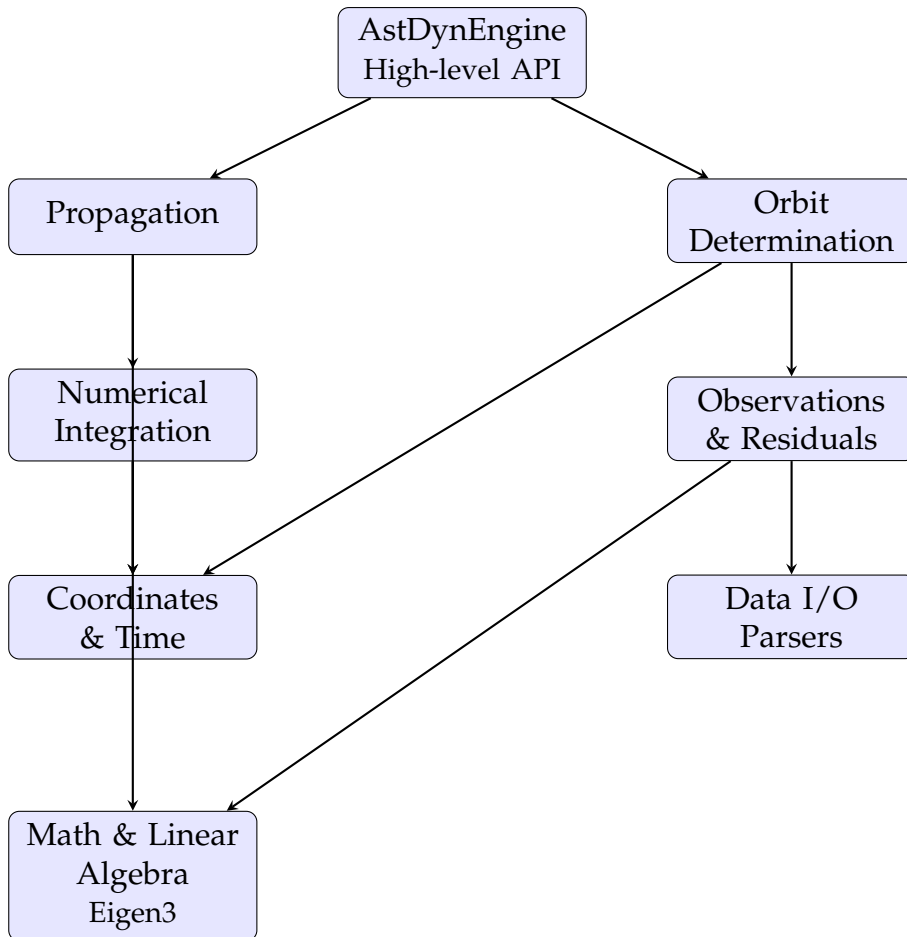 AstDynEngine
High-level API
Propagation
Orbit
Determination
Numerical
Integration
Observations
& Residuals
Coordinates
& Time
Data I/O
Parsers
Math & Linear
Algebra
Eigen3